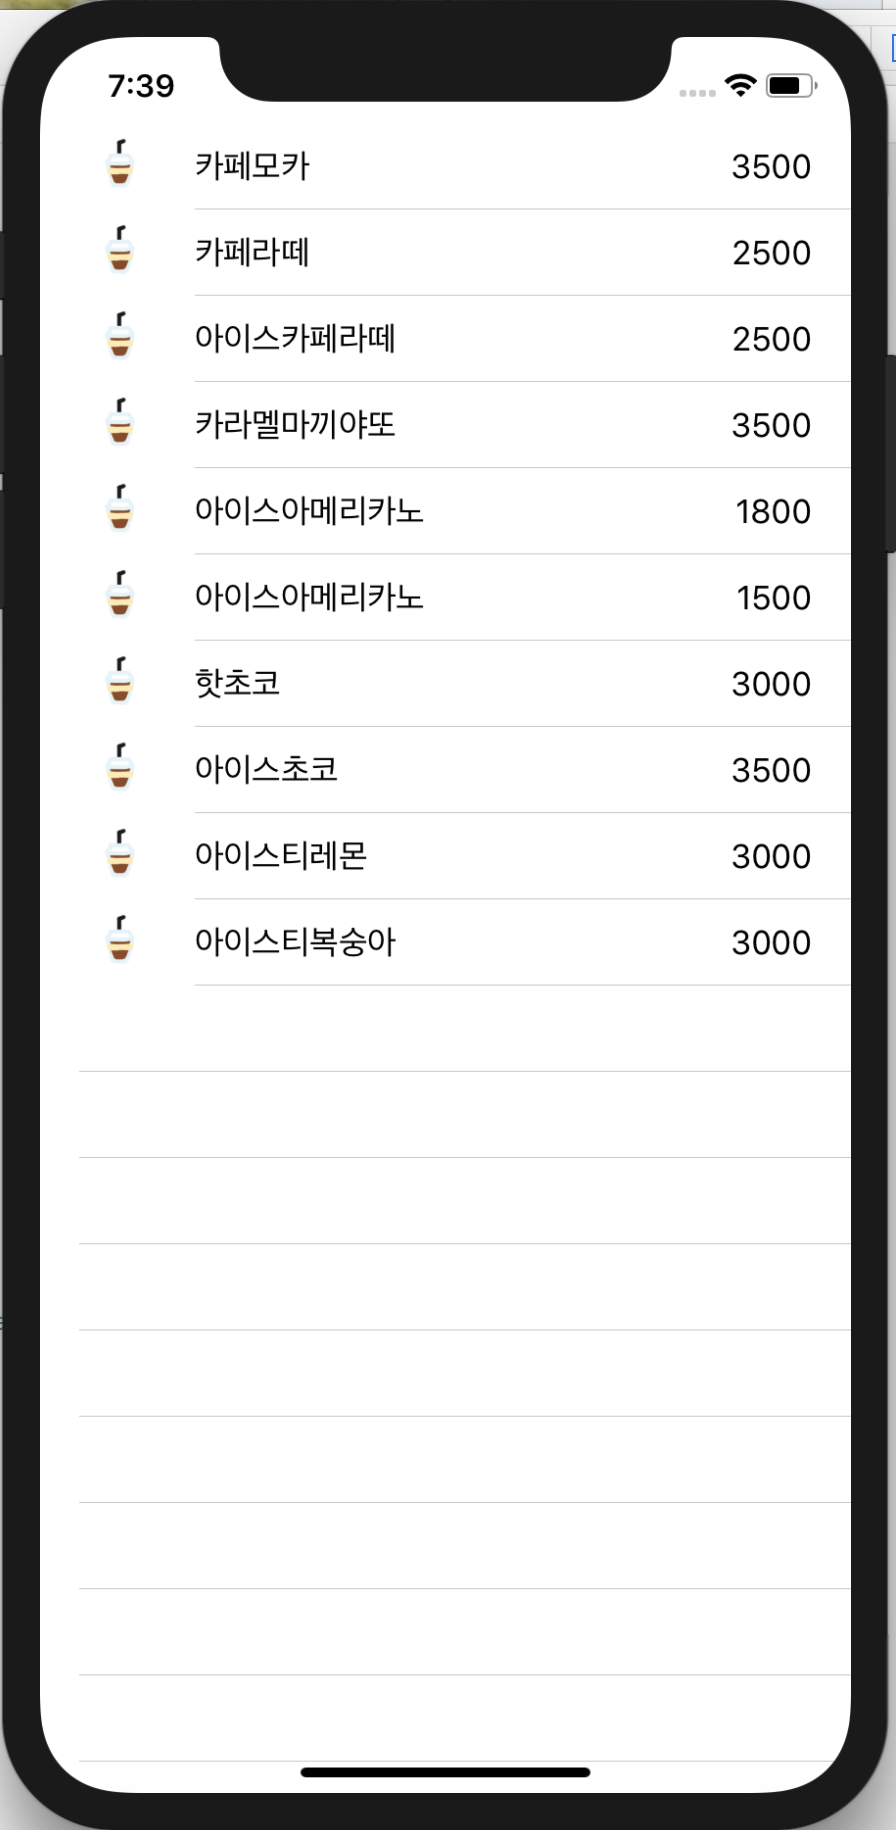 7:39
카페모카 3500
카페라떼 2500
아이스카페라떼 2500
카라멜마끼야또 3500
아이스아메리카노 1800
아이스아메리카노 1500
핫초코 3000
아이스초코 3500
아이스티레몬 3000
아이스티복숭아 3000